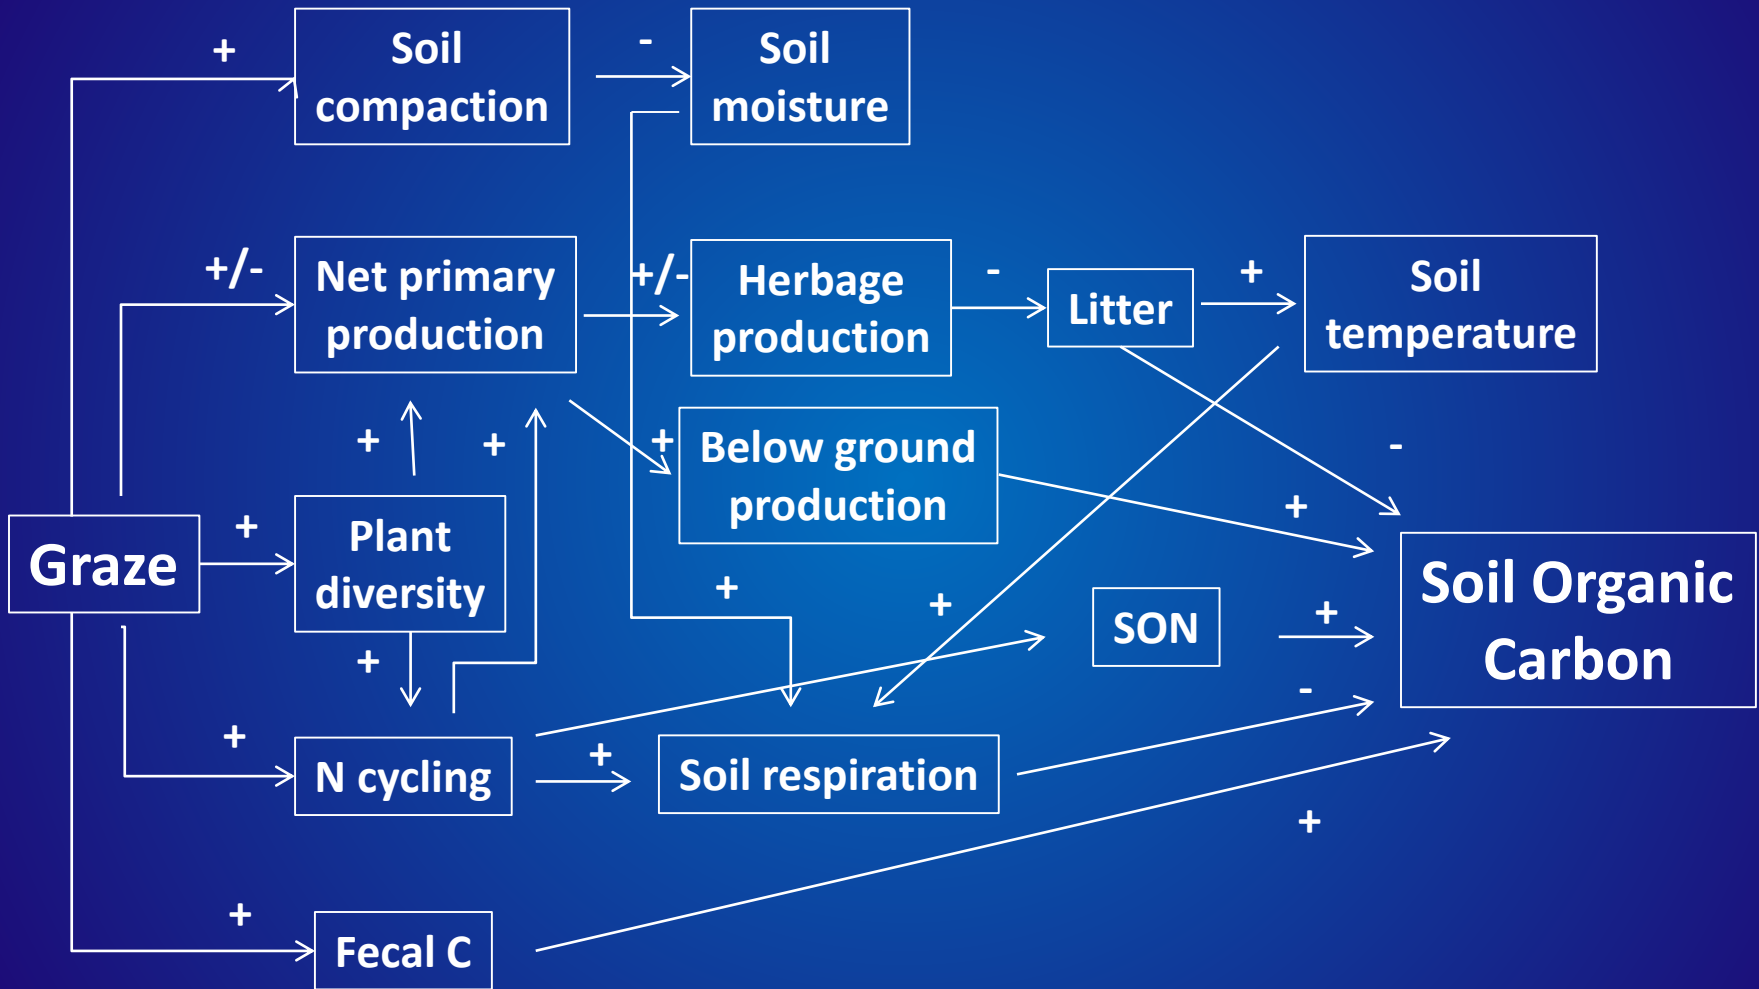 +
Soil
compaction
-
Soil
moisture
+/-
Net primary
production
+/-
Herbage
production
-
Litter
+
Soil
temperature
+
+
+
Below ground
production
-
+
Graze
+
Plant
diversity
+
+
+
SON
+
Soil Organic
Carbon
+
N cycling
+
Soil respiration
-
+
+
Fecal C